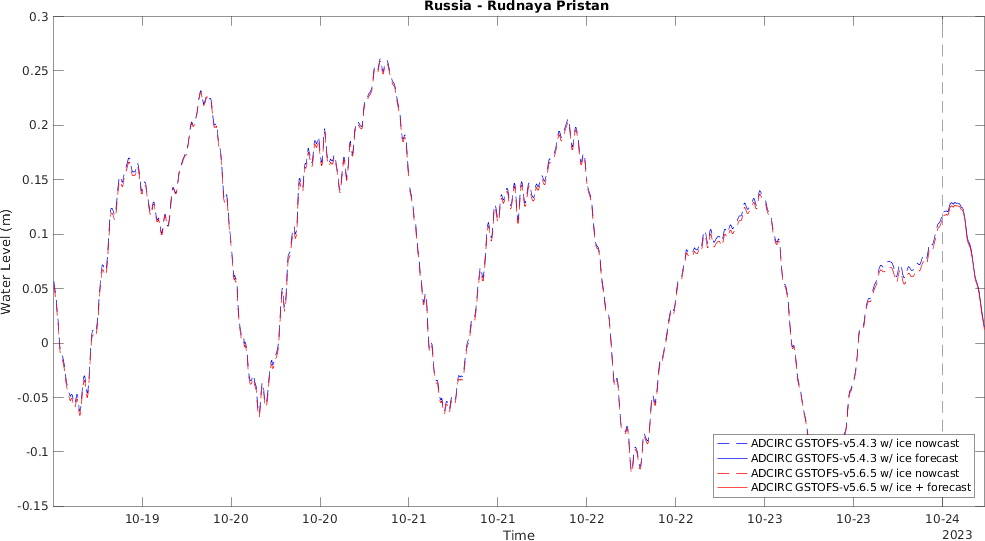 Russia - Rudnaya Pristan
0.3
0.25
0.2
0.15
0.1
0.05
0
-0.05
-0.1
-0.15
Water Level (m)
ADCIRC GSTOFS-v5.4.3 w/ ice nowcast
ADCIRC GSTOFS-v5.4.3 w/ ice forecast
ADCIRC GSTOFS-v5.6.5 w/ ice nowcast
ADCIRC GSTOFS-v5.6.5 w/ ice + forecast
10-19 10-20 10-20 10-21 10-21 10-22 10-22 10-23 10-23 10-24
Time
2023